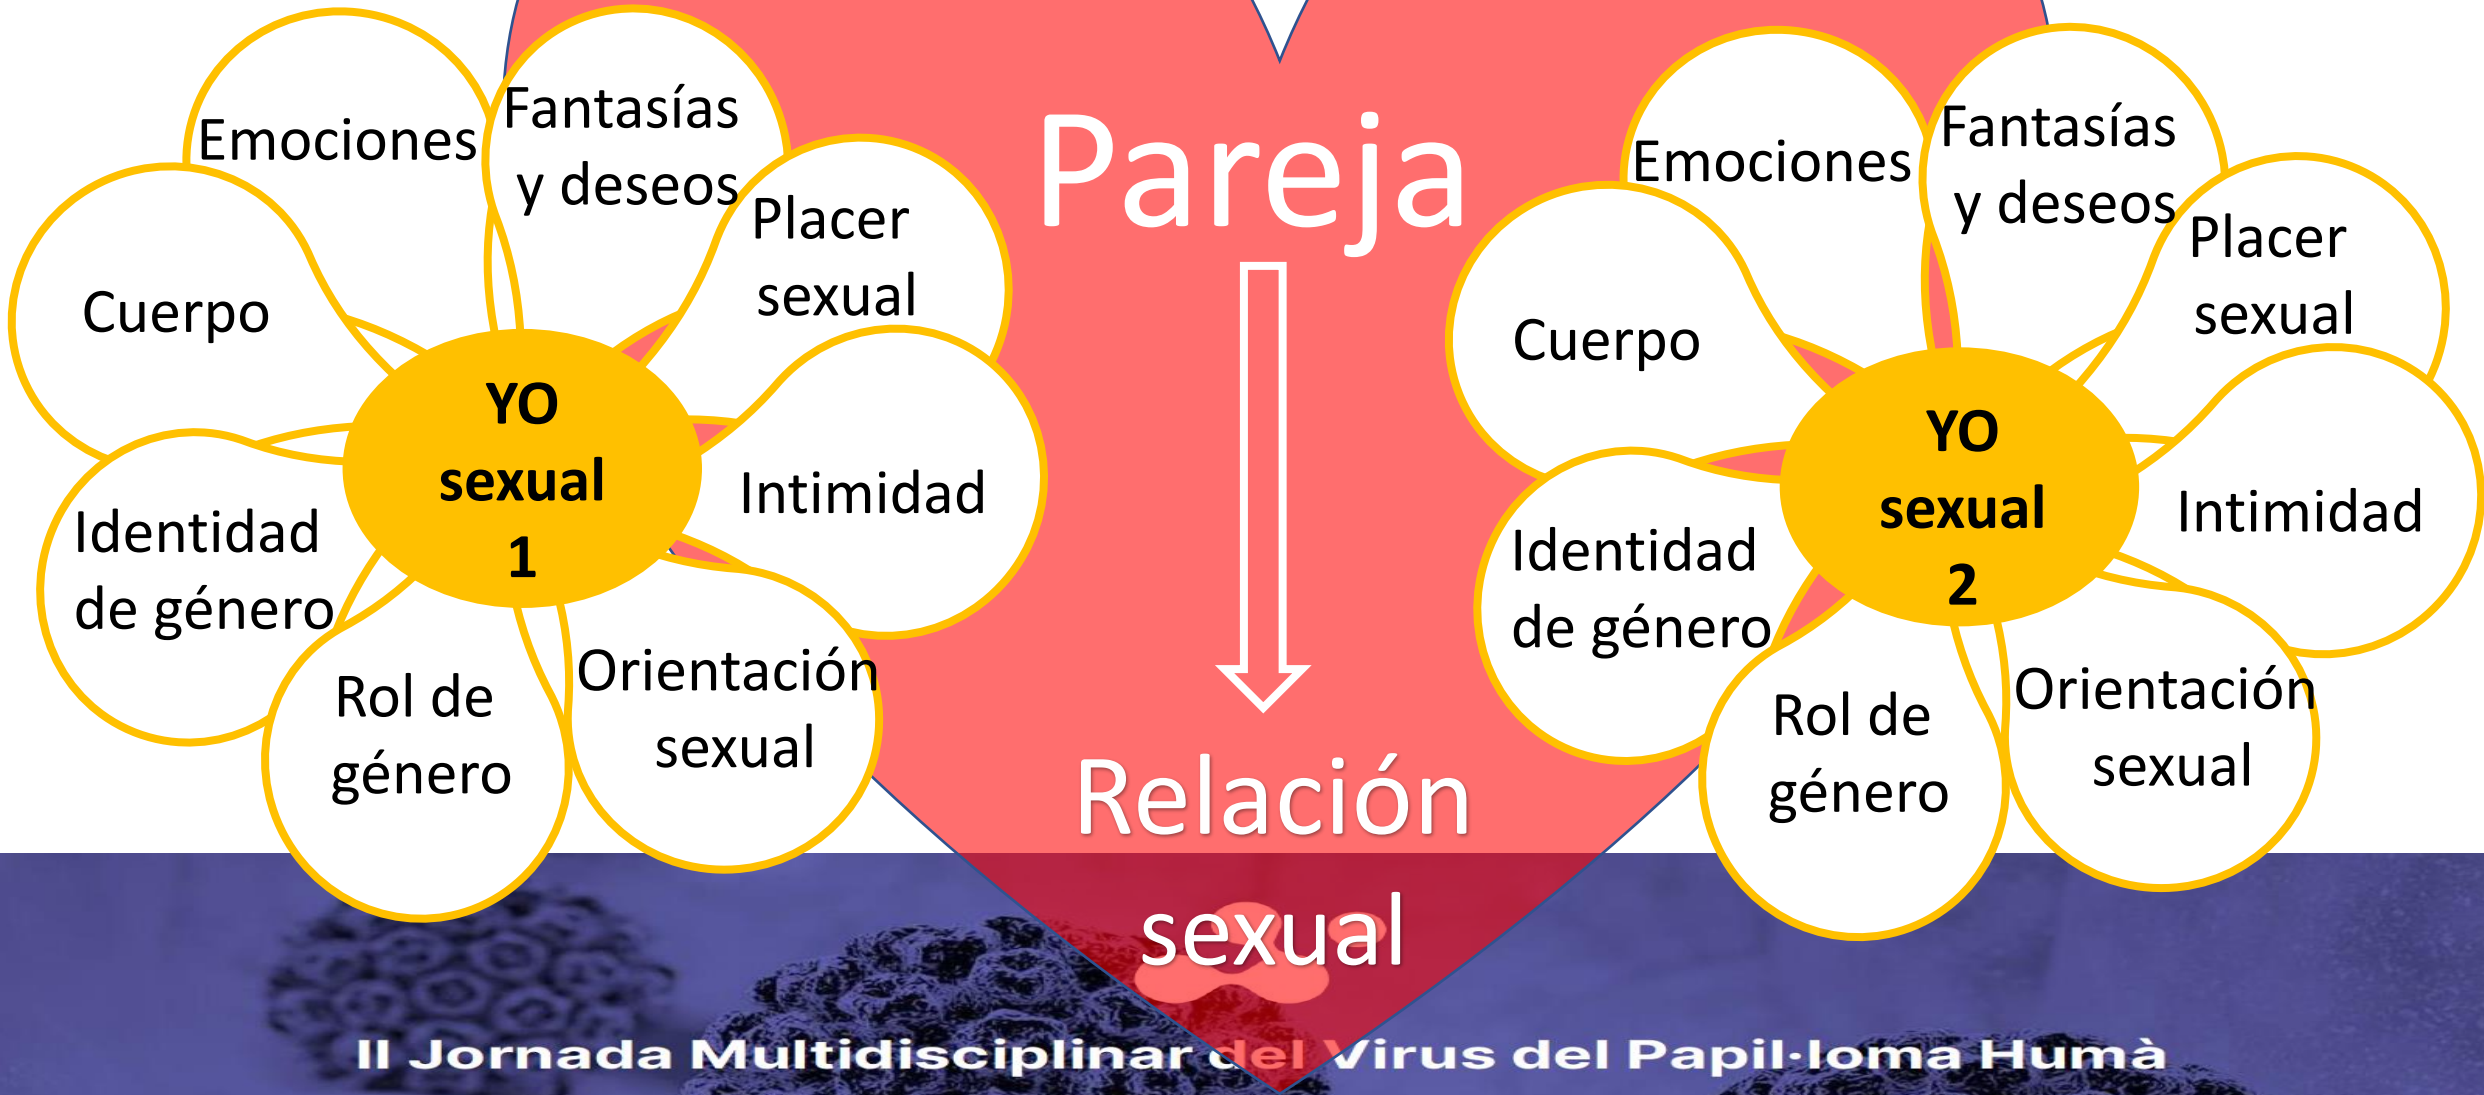 Emociones
Fantasías
y deseos
Placer
sexual
Cuerpo
YO
sexual
1
Intimidad
Identidad
de género
Rol de
género
Orientación
sexual
Pareja
Relación
sexual
Emociones
Fantasías
y deseos
Placer
sexual
Cuerpo
YO
sexual
2
Intimidad
Identidad
de género
Rol de
género
Orientación
sexual
II Jornada Multidisciplinar del Virus del Papil·loma Humà